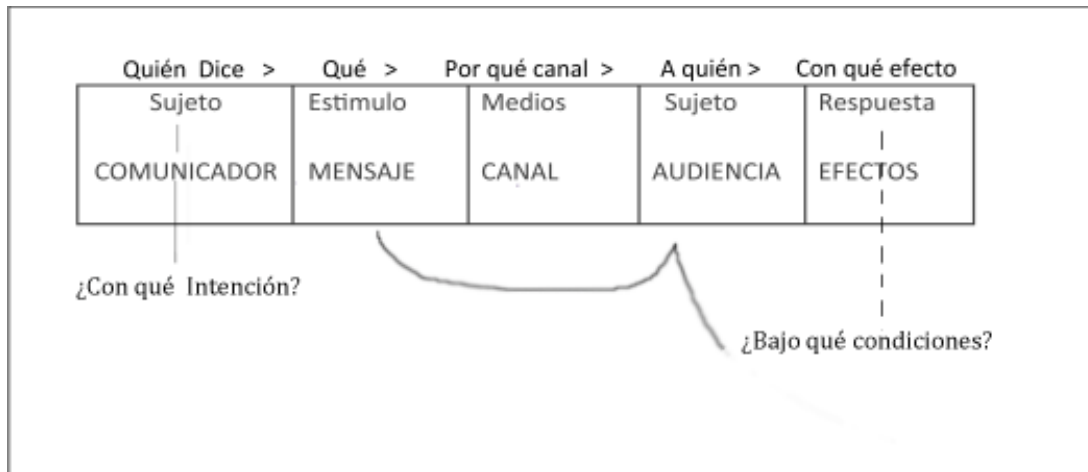 Quién Dice > Qué > Por qué canal > A quién > Con qué efecto
Sujeto Estimulo Medios Sujeto Respuesta
COMUNICADOR MENSAJE CANAL AUDIENCIA EFECTOS
¿Con qué Intención?
¿Bajo qué condiciones?